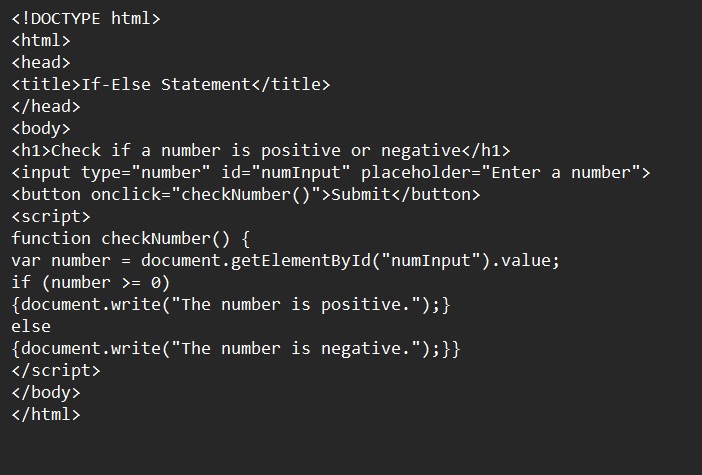 <!DOCTYPE html>
<html>
<head>
<title>If-Else Statement</title>
</head>
<body>
<h1>Check if a number is positive or negative</h1>
<input type="number" id="numInput" placeholder="Enter a number">
<button onclick="checkNumber()">Submit</button>
<script>
function checkNumber() {
var number = document.getElementById("numInput").value;
if (number >= 0)
{document.write("The number is positive.");}
else
{document.write("The number is negative.");}}
</script>
</body>
</html>